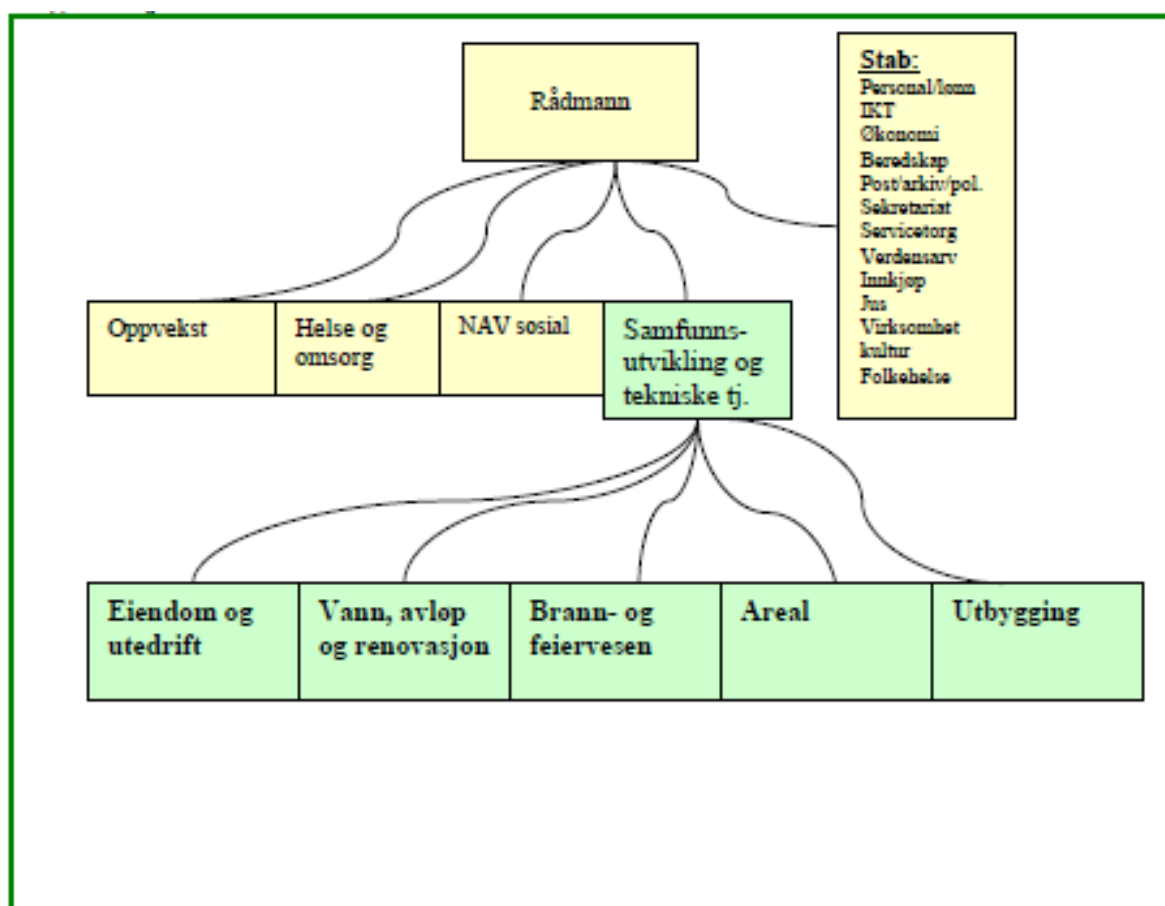 Rådmann
Stab:
Personal/lønn
IKT
Økonomi
Beredskap
Post/arkiv/pol.
Sekretariat
Servicetorg
Verdensarv
Innkjøp
Jus
Virksomhet
kultur
Folkehelse
Oppvekst
Helse og
omsorg
NAV sosial
Samfunns-
utvikling og
tekniske tj.
Eiendom og
utedrift
Vann, avløp
og renovasjon
Brann- og
feiervesen
Areal
Utbygging